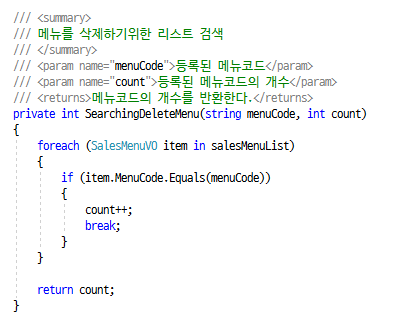 /// <summary>
/// 메뉴를 삭제하기위한 리스트 검색
/// </summary>
/// <param name="menuCode">등록된 메뉴코드</param>
/// <param name="count">등록된 메뉴코드의 개수</param>
/// <returns>메뉴코드의 개수를 반환한다.</returns>
private int SearchingDeleteMenu(string menuCode, int count)
{
    foreach (SalesMenuVO item in salesMenuList)
    {
        if (item.MenuCode.Equals(menuCode))
        {
            count++;
            break;
        }
    }

    return count;
}